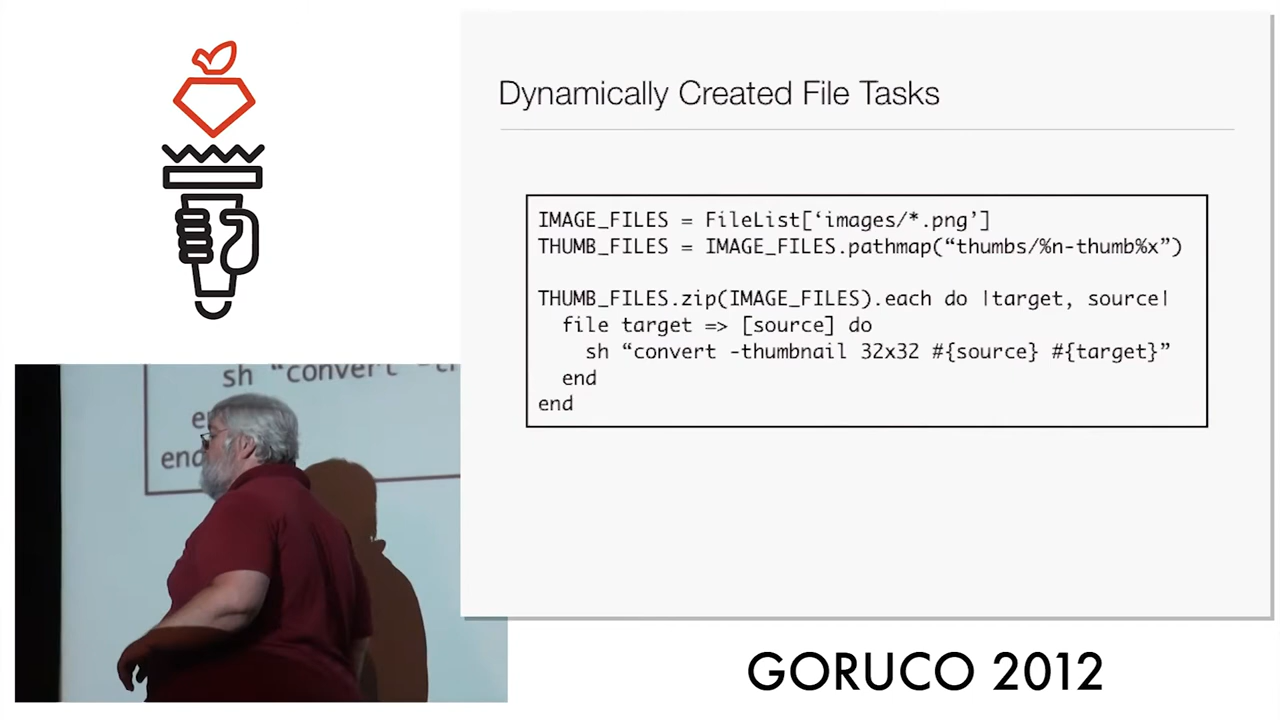 Dynamically Created File Tasks
IMAGE_FILES = FileList[‘images/*.png’]
THUMB_FILES = IMAGE_FILES.pathmap(“thumbs/%n-thumb%x”)
THUMB_FILES.zip(IMAGE_FILES).each do |target, source|
file target => [source] do
sh “convert -thumbnail 32x32 #{source} #{target}”
end
end
sh “convert
end
GORUCO 2012